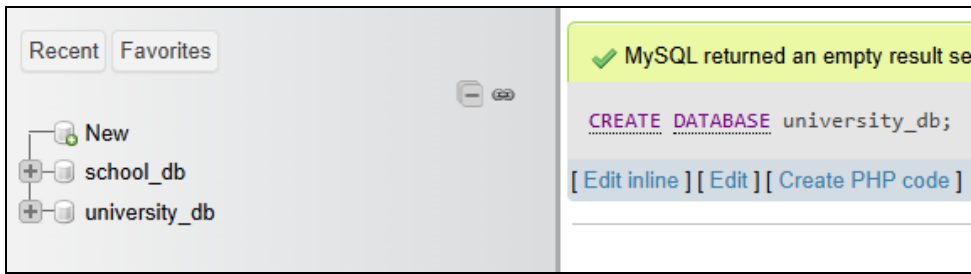 Recent Favorites
New
school_db
university_db
MySQL returned an empty result
CREATE DATABASE university_db;
[ Edit inline ] [ Edit ] [ Create PHP code ]